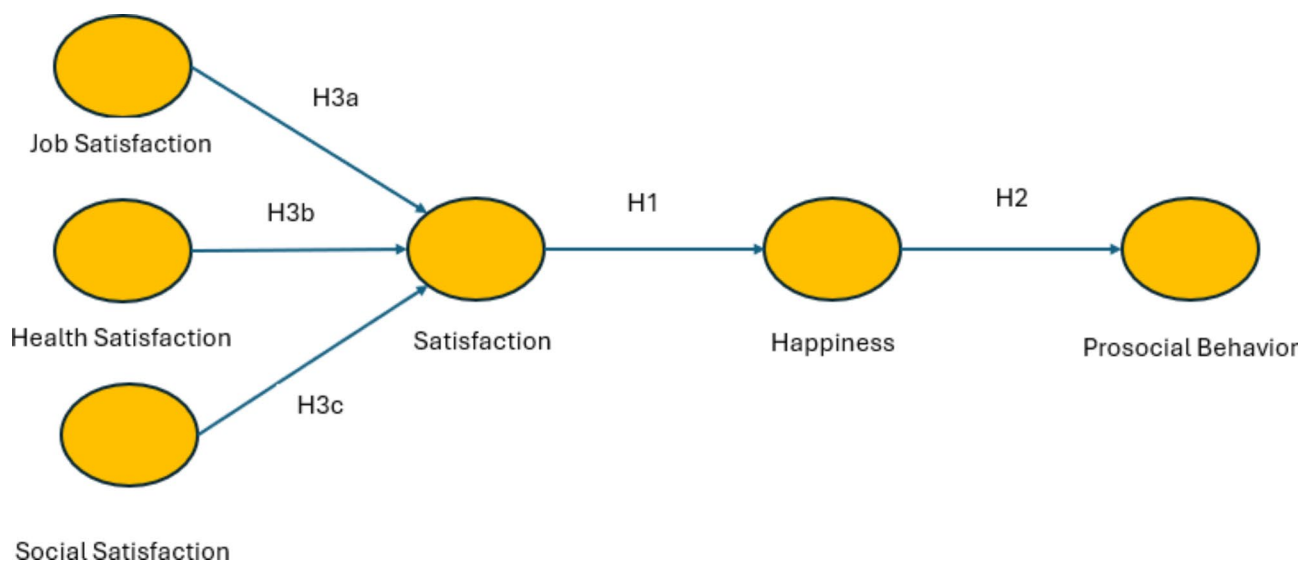 H3a
Job Satisfaction
H3b
H1
H2
Health Satisfaction
Satisfaction
Happiness
Prosocial Behavior
H3c
Social Satisfaction